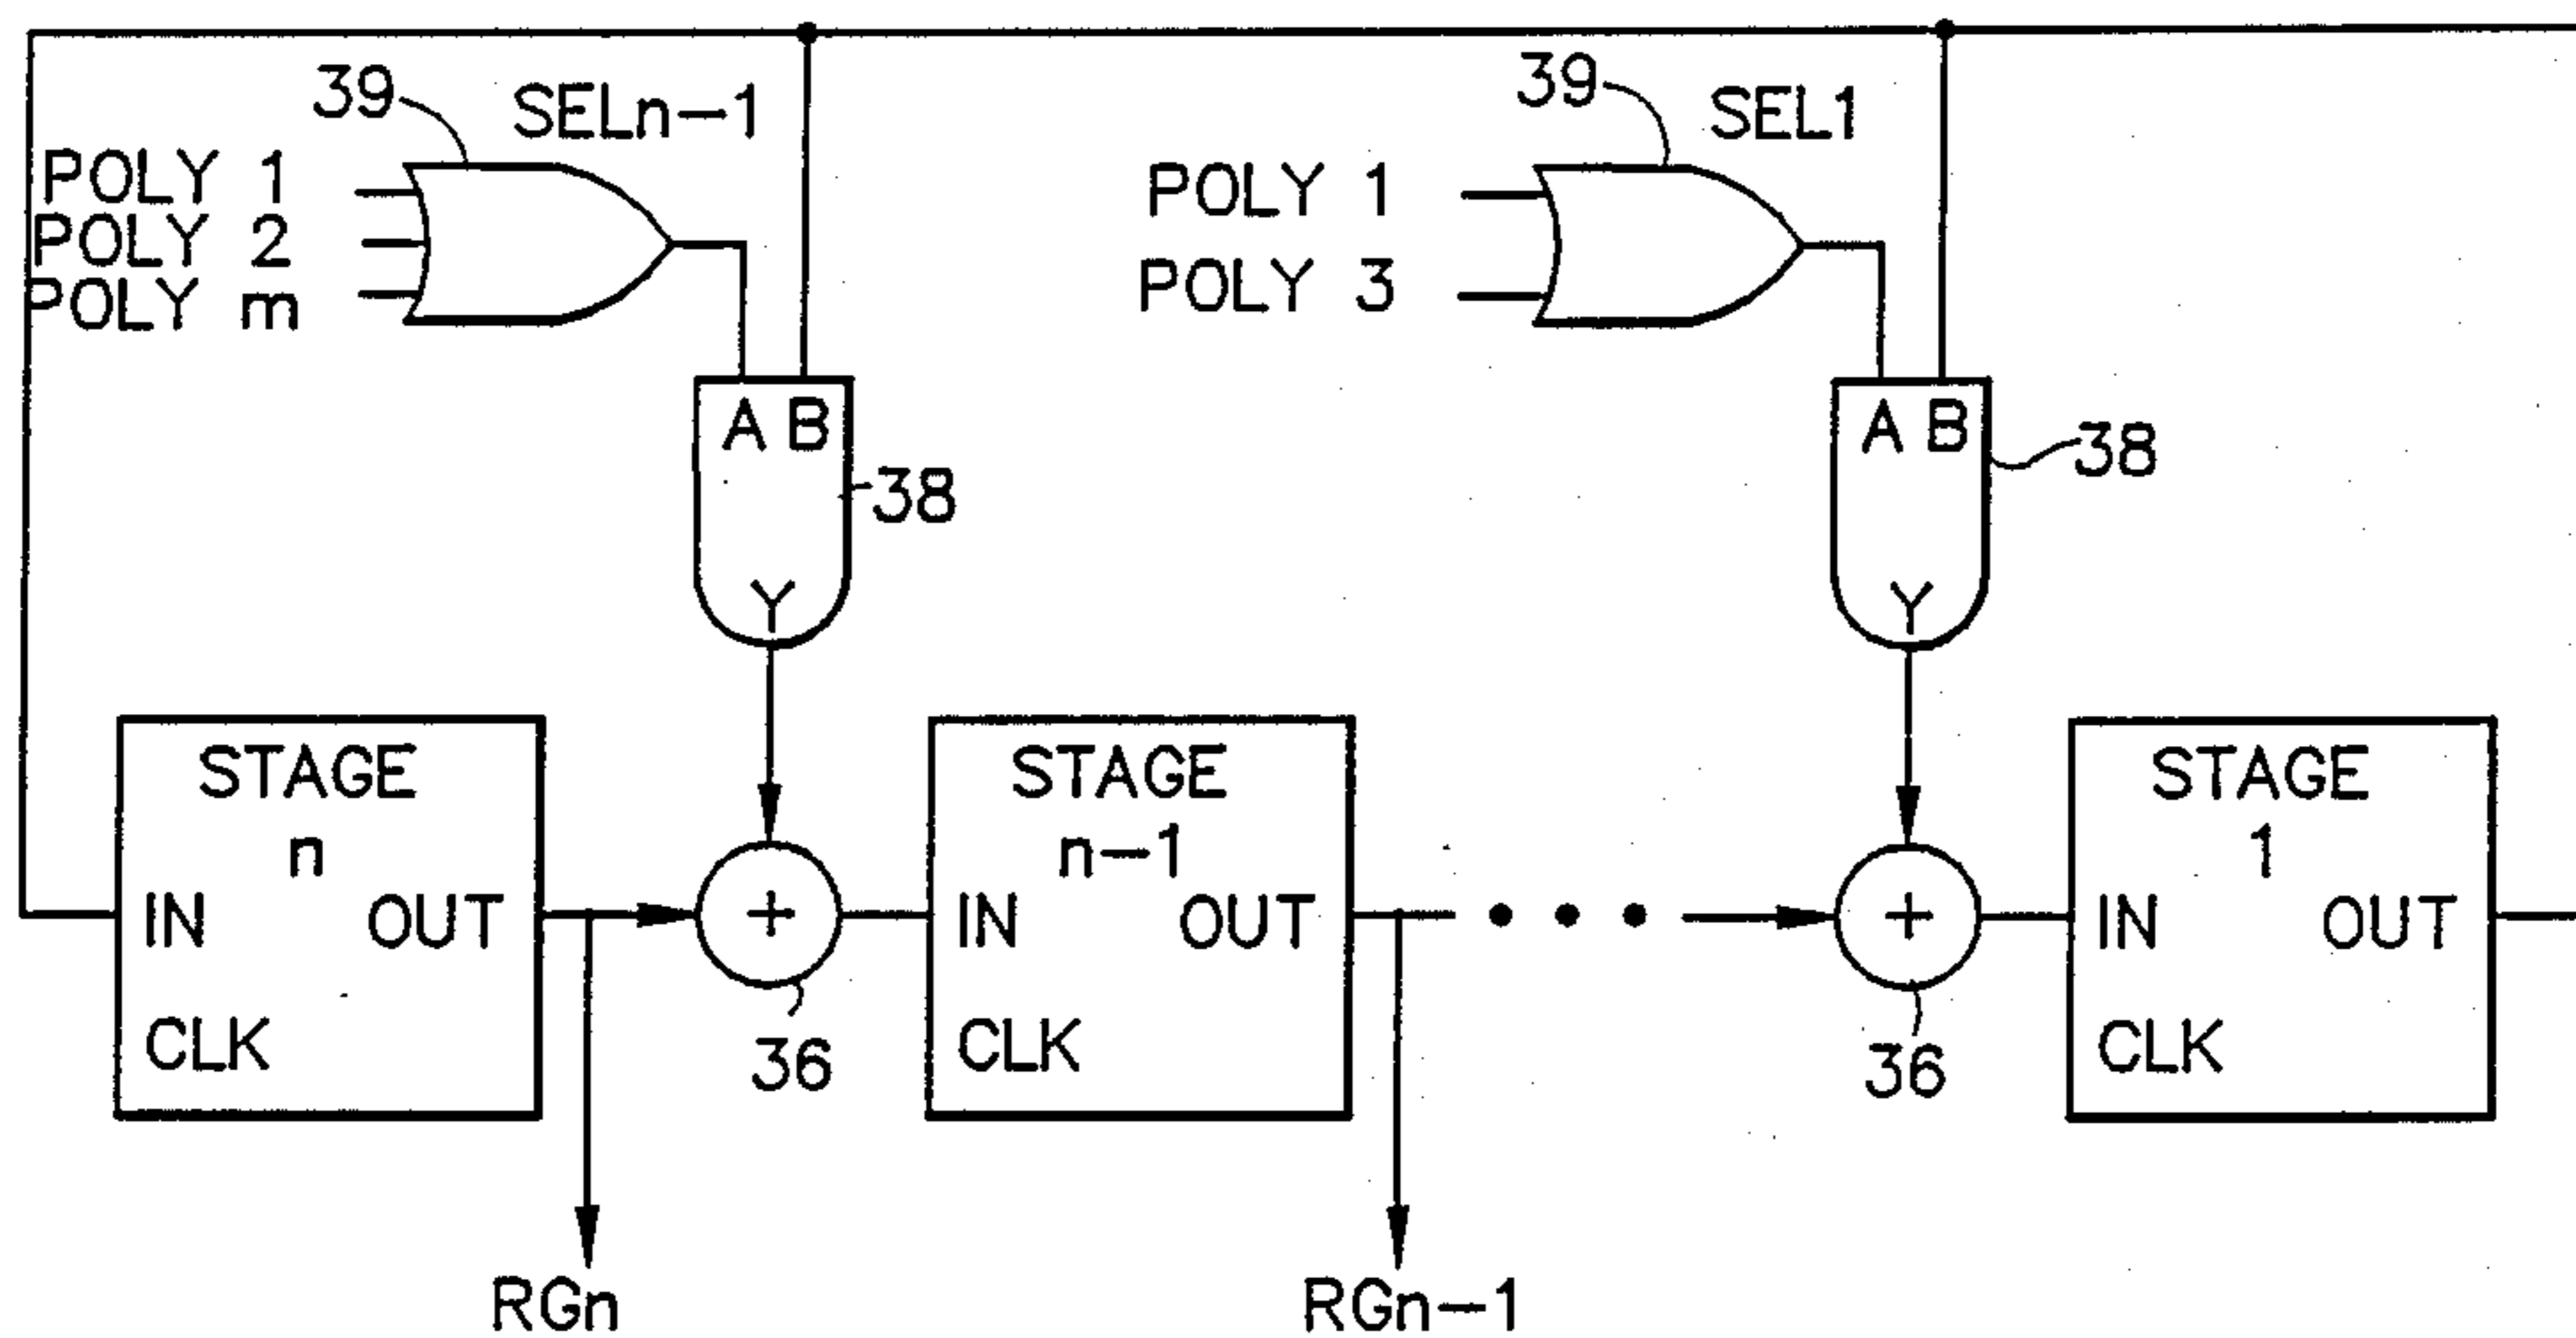 39
SELn-1
39
SEL1
POLY 1
POLY 2
POLY m
POLY 1
POLY 3
A B
38
Y
A B
38
Y
STAGE
n
IN OUT
CLK
+
36
STAGE
n-1
IN OUT
CLK
+
36
STAGE
1
IN OUT
CLK
RGn
RGn-1